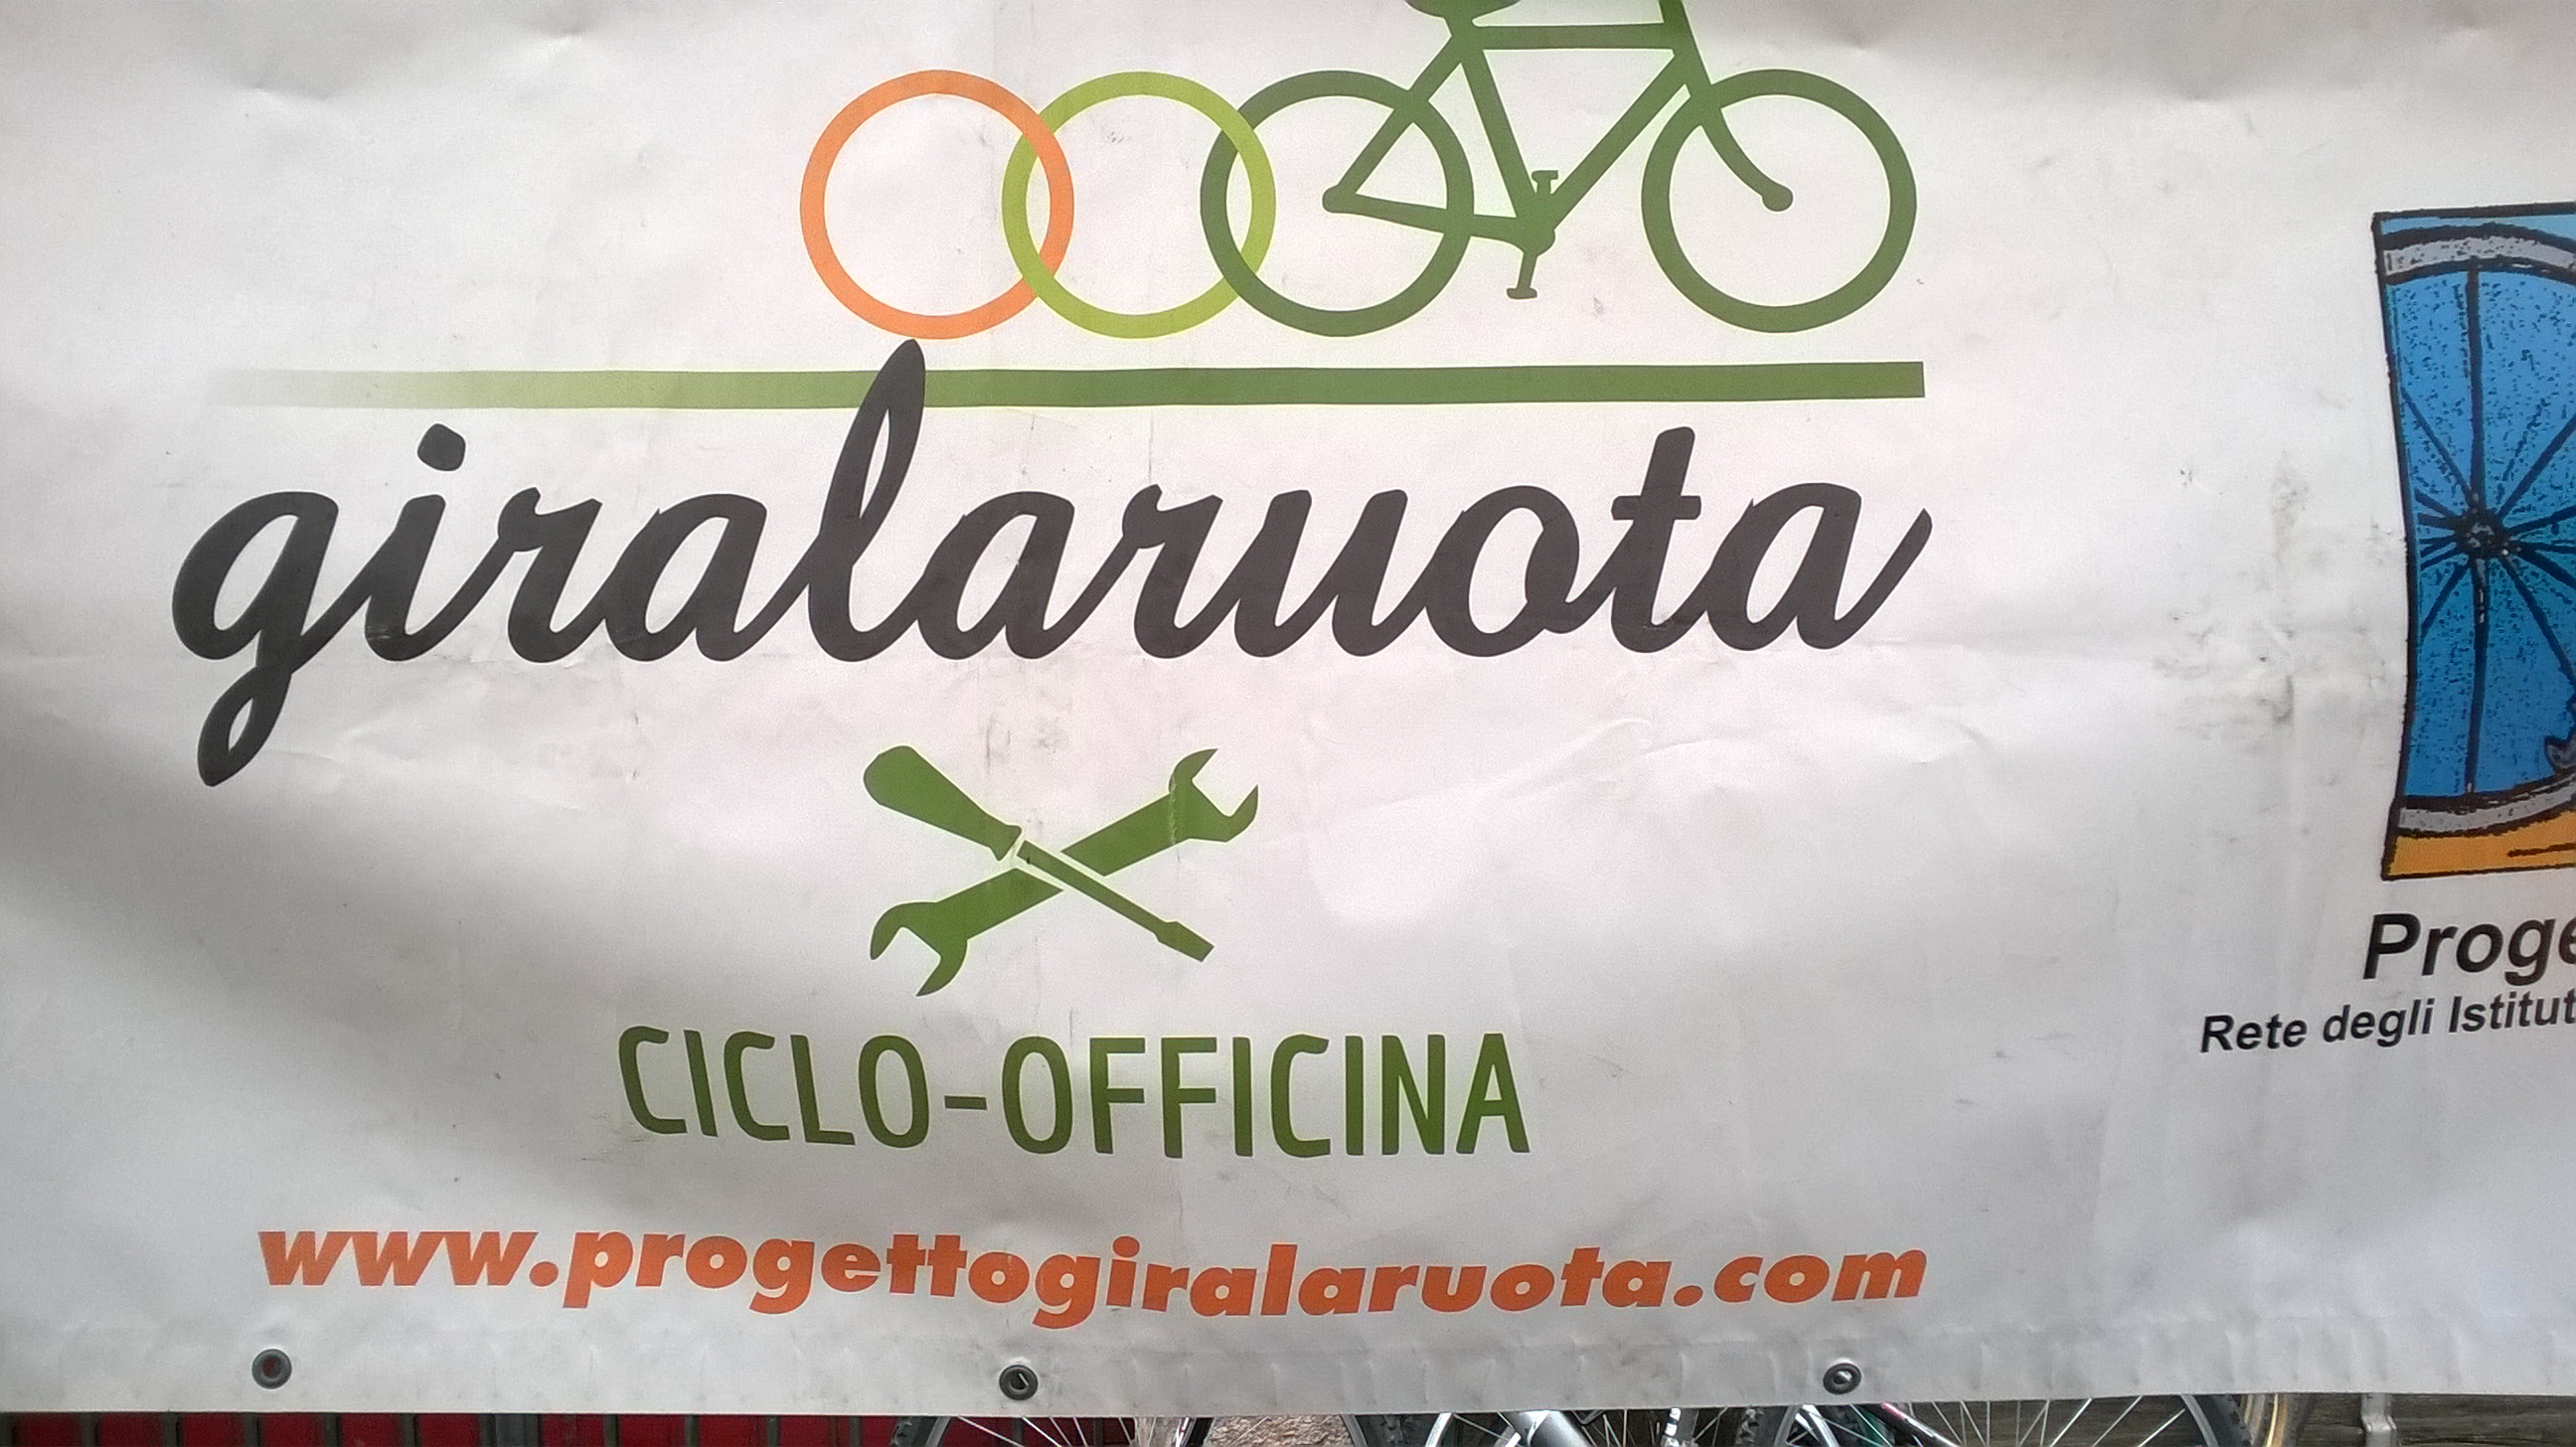 giralaruota
CICLO-OFFICINA
www.progettogiralaruota.com
Proge
Rete degli Istitut